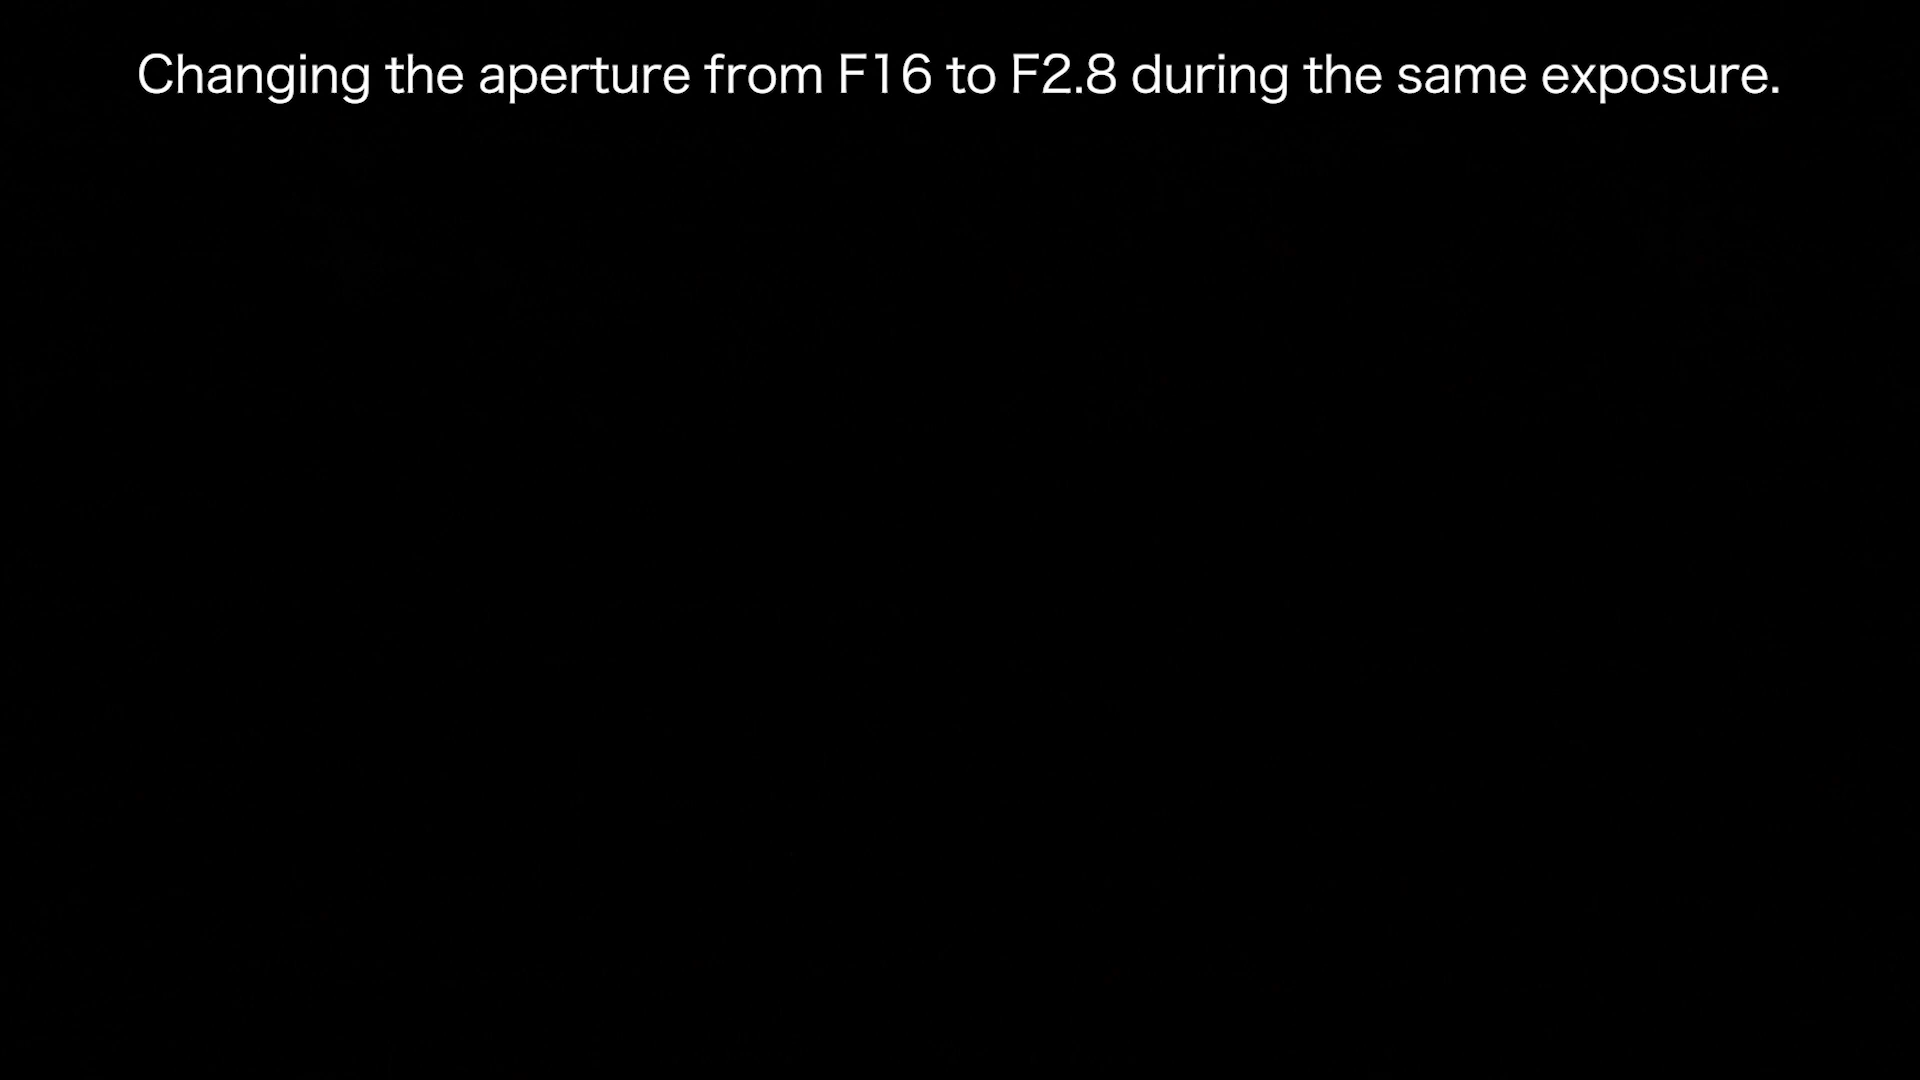 Changing the aperture from F16 to F2.8 during the same exposure.